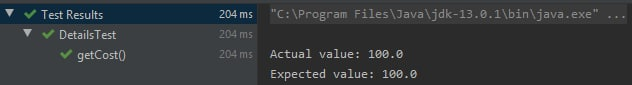 Test Results 204 ms
DetailsTest 204 ms
getCost() 204 ms
"C:\Program Files\Java\jdk-13.0.1\bin\java.exe" ...
Actual value: 100.0
Expected value: 100.0